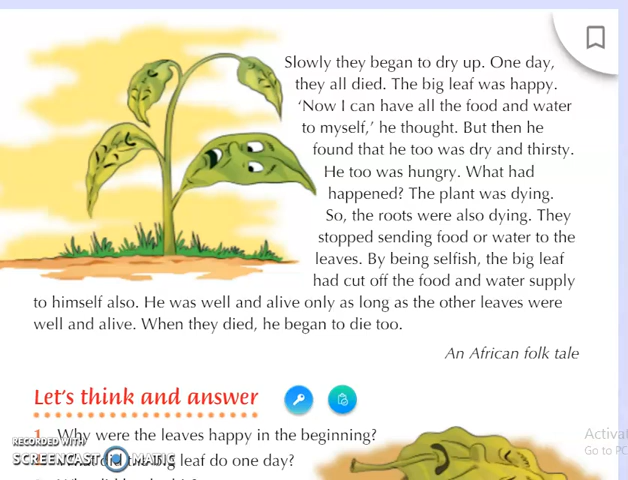 Slowly they began to dry up. One day,
they all died. The big leaf was happy.
‘Now I can have all the food and water
to myself,’ he thought. But then he
found that he too was dry and thirsty.
He too was hungry. What had
happened? The plant was dying.
So, the roots were also dying. They
stopped sending food or water to the
leaves. By being selfish, the big leaf
had cut off the food and water supply
to himself also. He was well and alive only as long as the other leaves were
well and alive. When they died, he began to die too.
An African folk tale
Let's think and answer
1. Why were the leaves happy in the beginning?
big leaf do one day?
RECORDED WITH
SCREENCAST MATIC
Activat
Go to PC